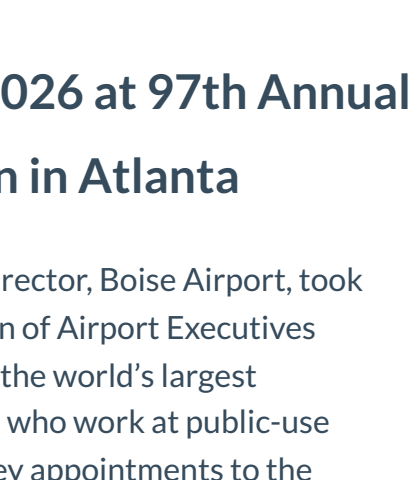 026 at 97th Annual
n in Atlanta
rector, Boise Airport, took
n of Airport Executives
the world’s largest
who work at public-use
ey appointments to the